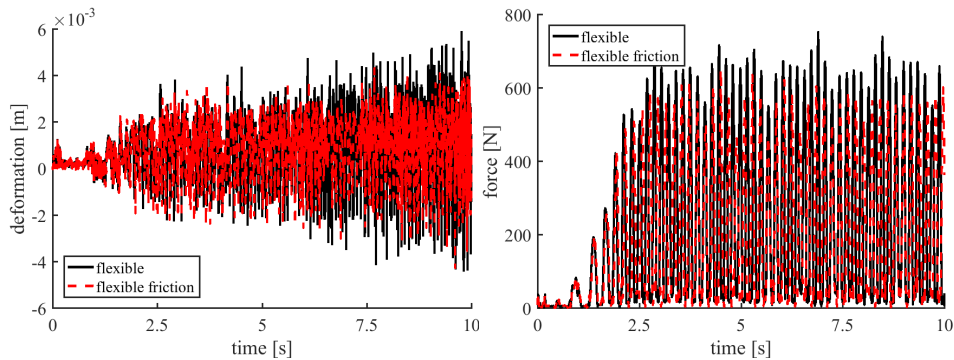 ×10⁻³
6
4
2
0
-2
-4
-6
deformation [m]
flexible
flexible friction
0 2.5 5 7.5 10
time [s]
800
600
400
200
0
force [N]
flexible
flexible friction
0 2.5 5 7.5 10
time [s]